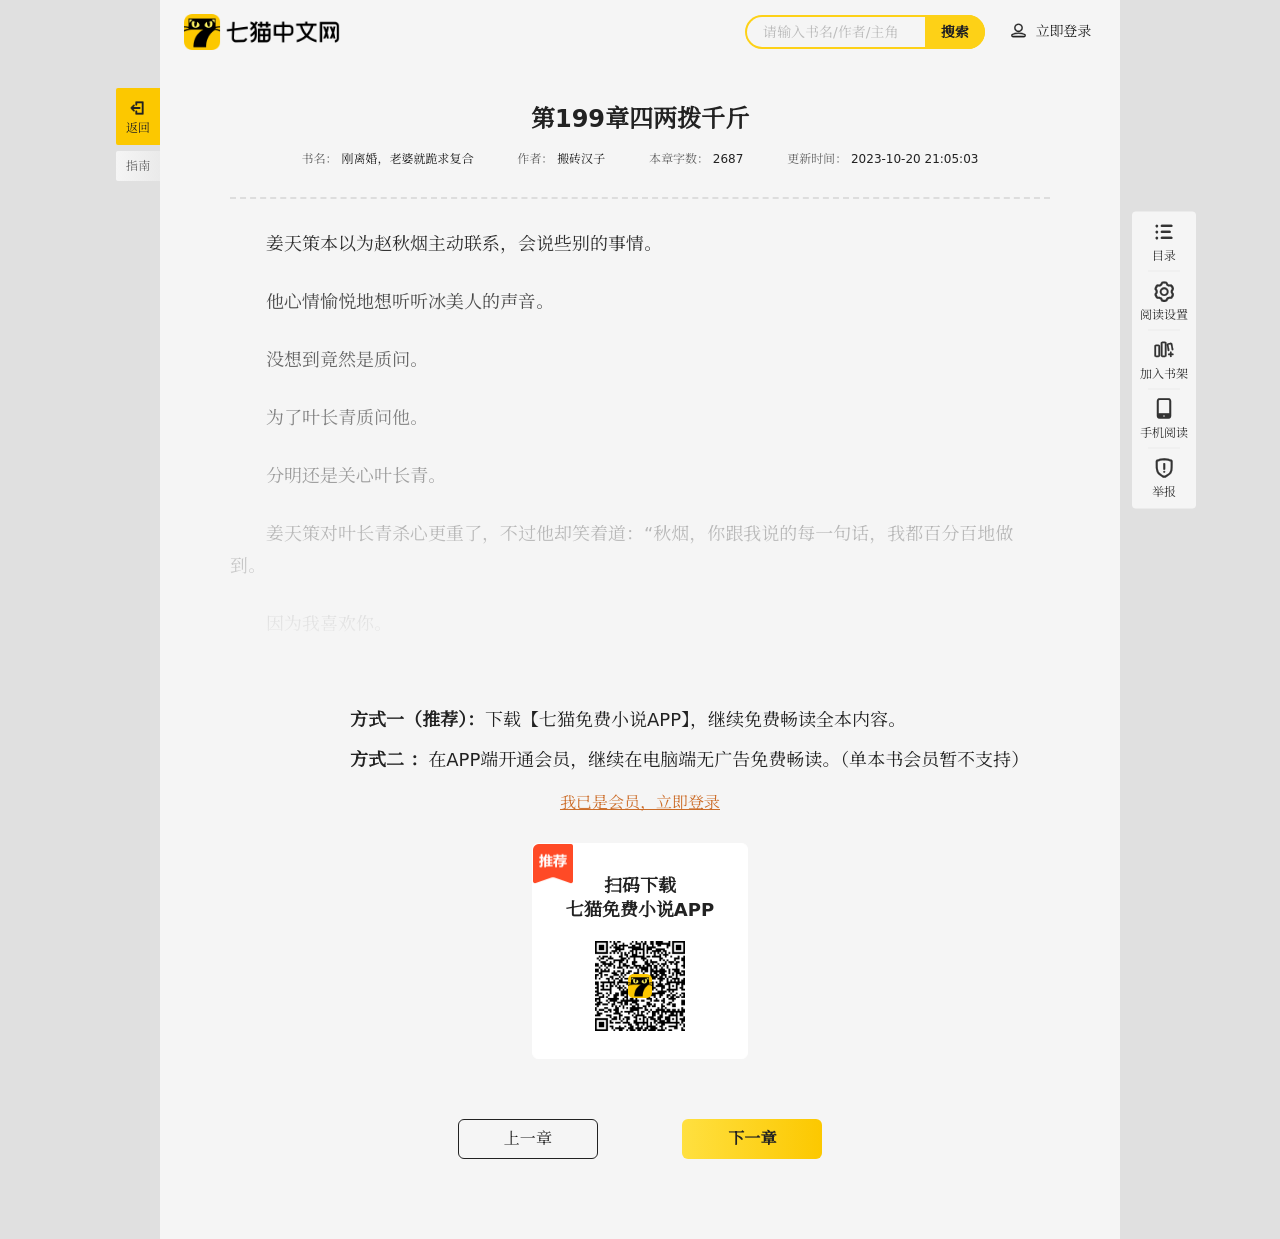 七猫中文网
请输入书名/作者/主角
搜索
立即登录
返回
指南
第199章四两拨千斤
书名： 刚离婚，老婆就跪求复合 作者： 搬砖汉子 本章字数： 2687 更新时间： 2023-10-20 21:05:03
姜天策本以为赵秋烟主动联系，会说些别的事情。
他心情愉悦地想听听冰美人的声音。
没想到竟然是质问。
为了叶长青质问他。
分明还是关心叶长青。
姜天策对叶长青杀心更重了，不过他却笑着道：“秋烟，你跟我说的每一句话，我都百分百地做
到。
因为我喜欢你。
目录
阅读设置
加入书架
手机阅读
举报
方式一（推荐）：下载【七猫免费小说APP】，继续免费畅读全本内容。
方式二 ：在APP端开通会员，继续在电脑端无广告免费畅读。（单本书会员暂不支持）
我已是会员，立即登录
推荐
扫码下载
七猫免费小说APP
上一章
下一章